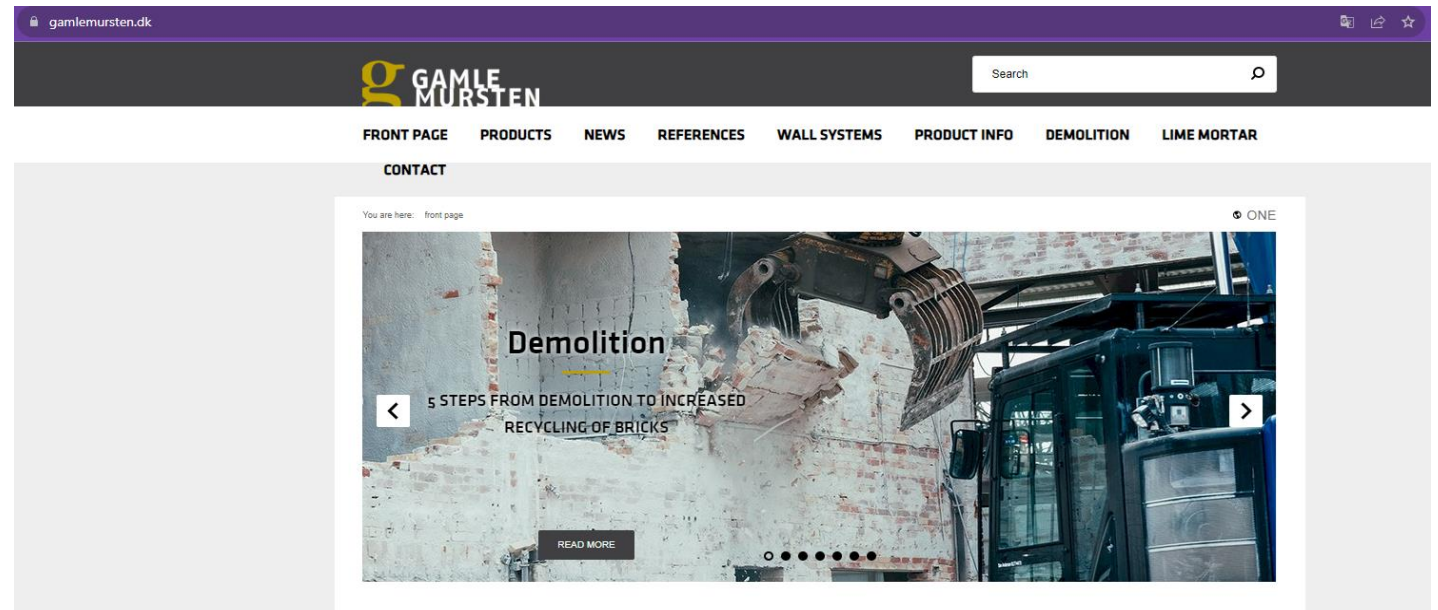 gamlemursten.dk
GAMLE
MURSTEN
Search
FRONT PAGE PRODUCTS NEWS REFERENCES WALL SYSTEMS PRODUCT INFO DEMOLITION LIME MORTAR
CONTACT
You are here: front page
ONE
Demolition
5 STEPS FROM DEMOLITION TO INCREASED
RECYCLING OF BRICKS
READ MORE